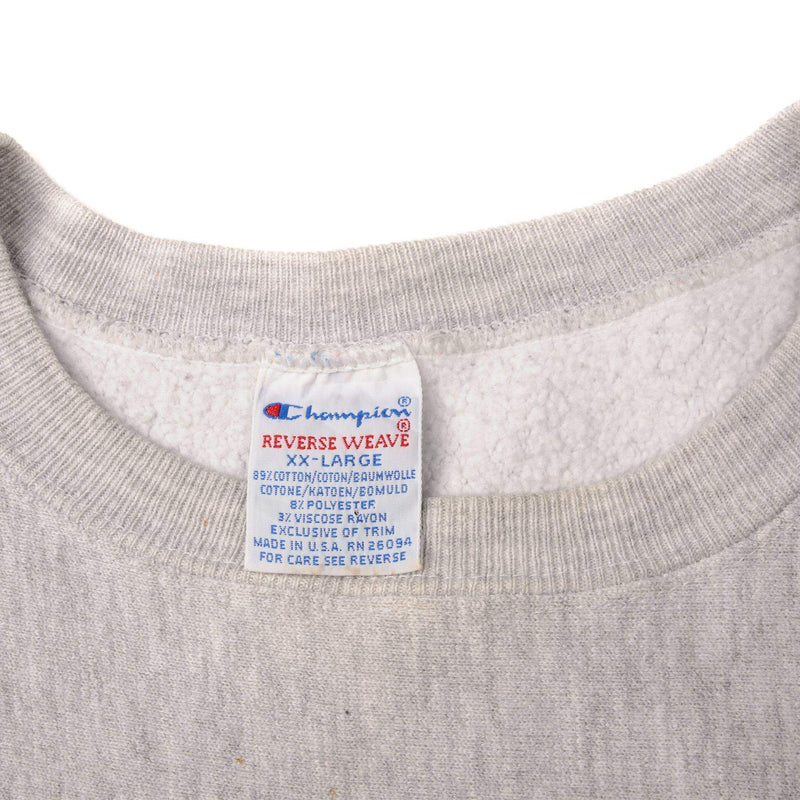 Champion®
REVERSE WEAVE®
XX-LARGE
89%COTTON/COTON/BAUMWOLLE
COTONE/KATOEN/BOMULD
8% POLYESTER
3% VISCOSE RAYON
EXCLUSIVE OF TRIM
MADE IN U.S.A. RN 26094
FOR CARE SEE REVERSE